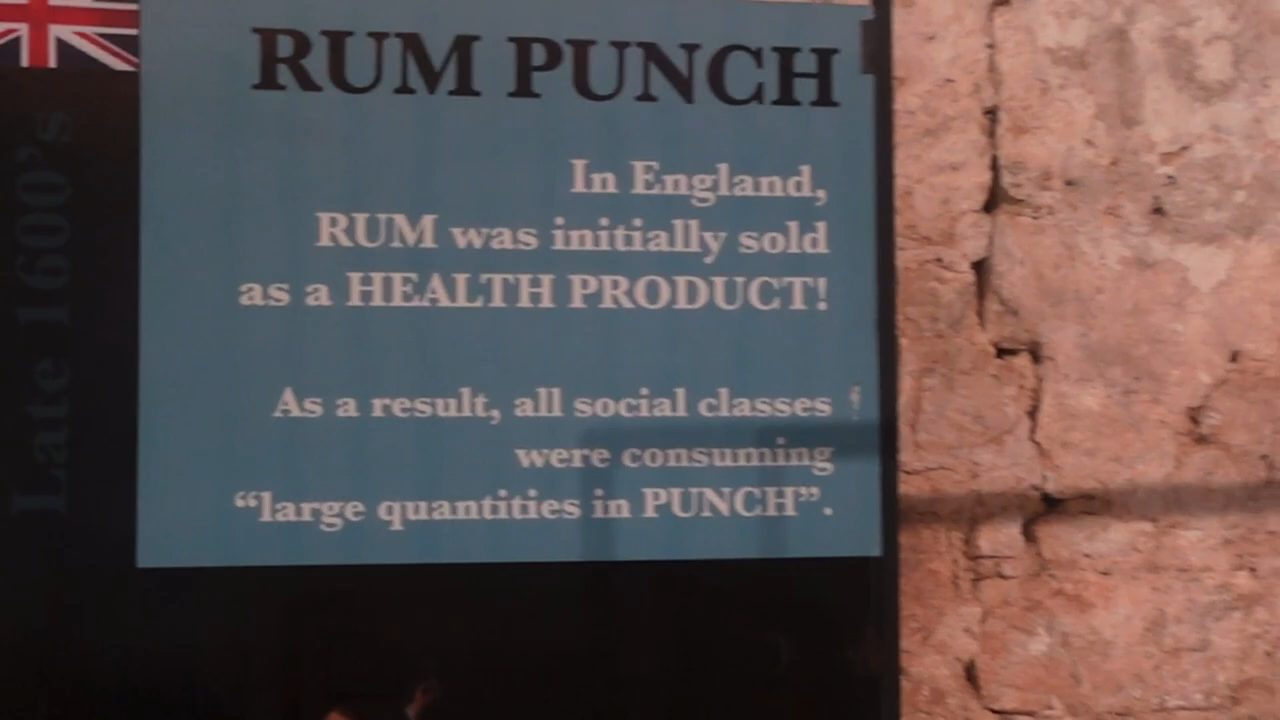 RUM PUNCH
In England,
RUM was initially sold
as a HEALTH PRODUCT!
As a result, all social classes
were consuming
“large quantities in PUNCH”.
Late 1600's